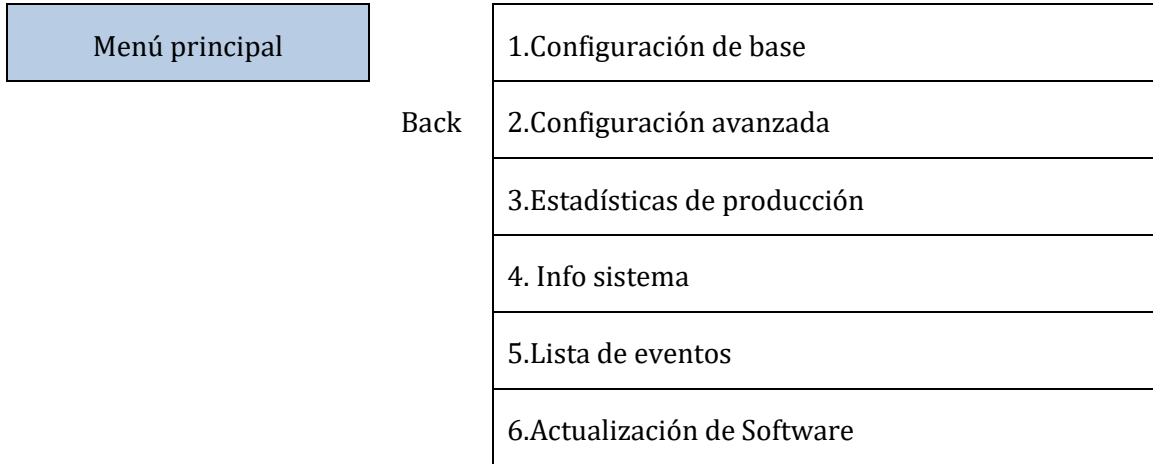 Menú principal
1.Configuración de base
Back
2.Configuración avanzada
3.Estadísticas de producción
4. Info sistema
5.Lista de eventos
6.Actualización de Software